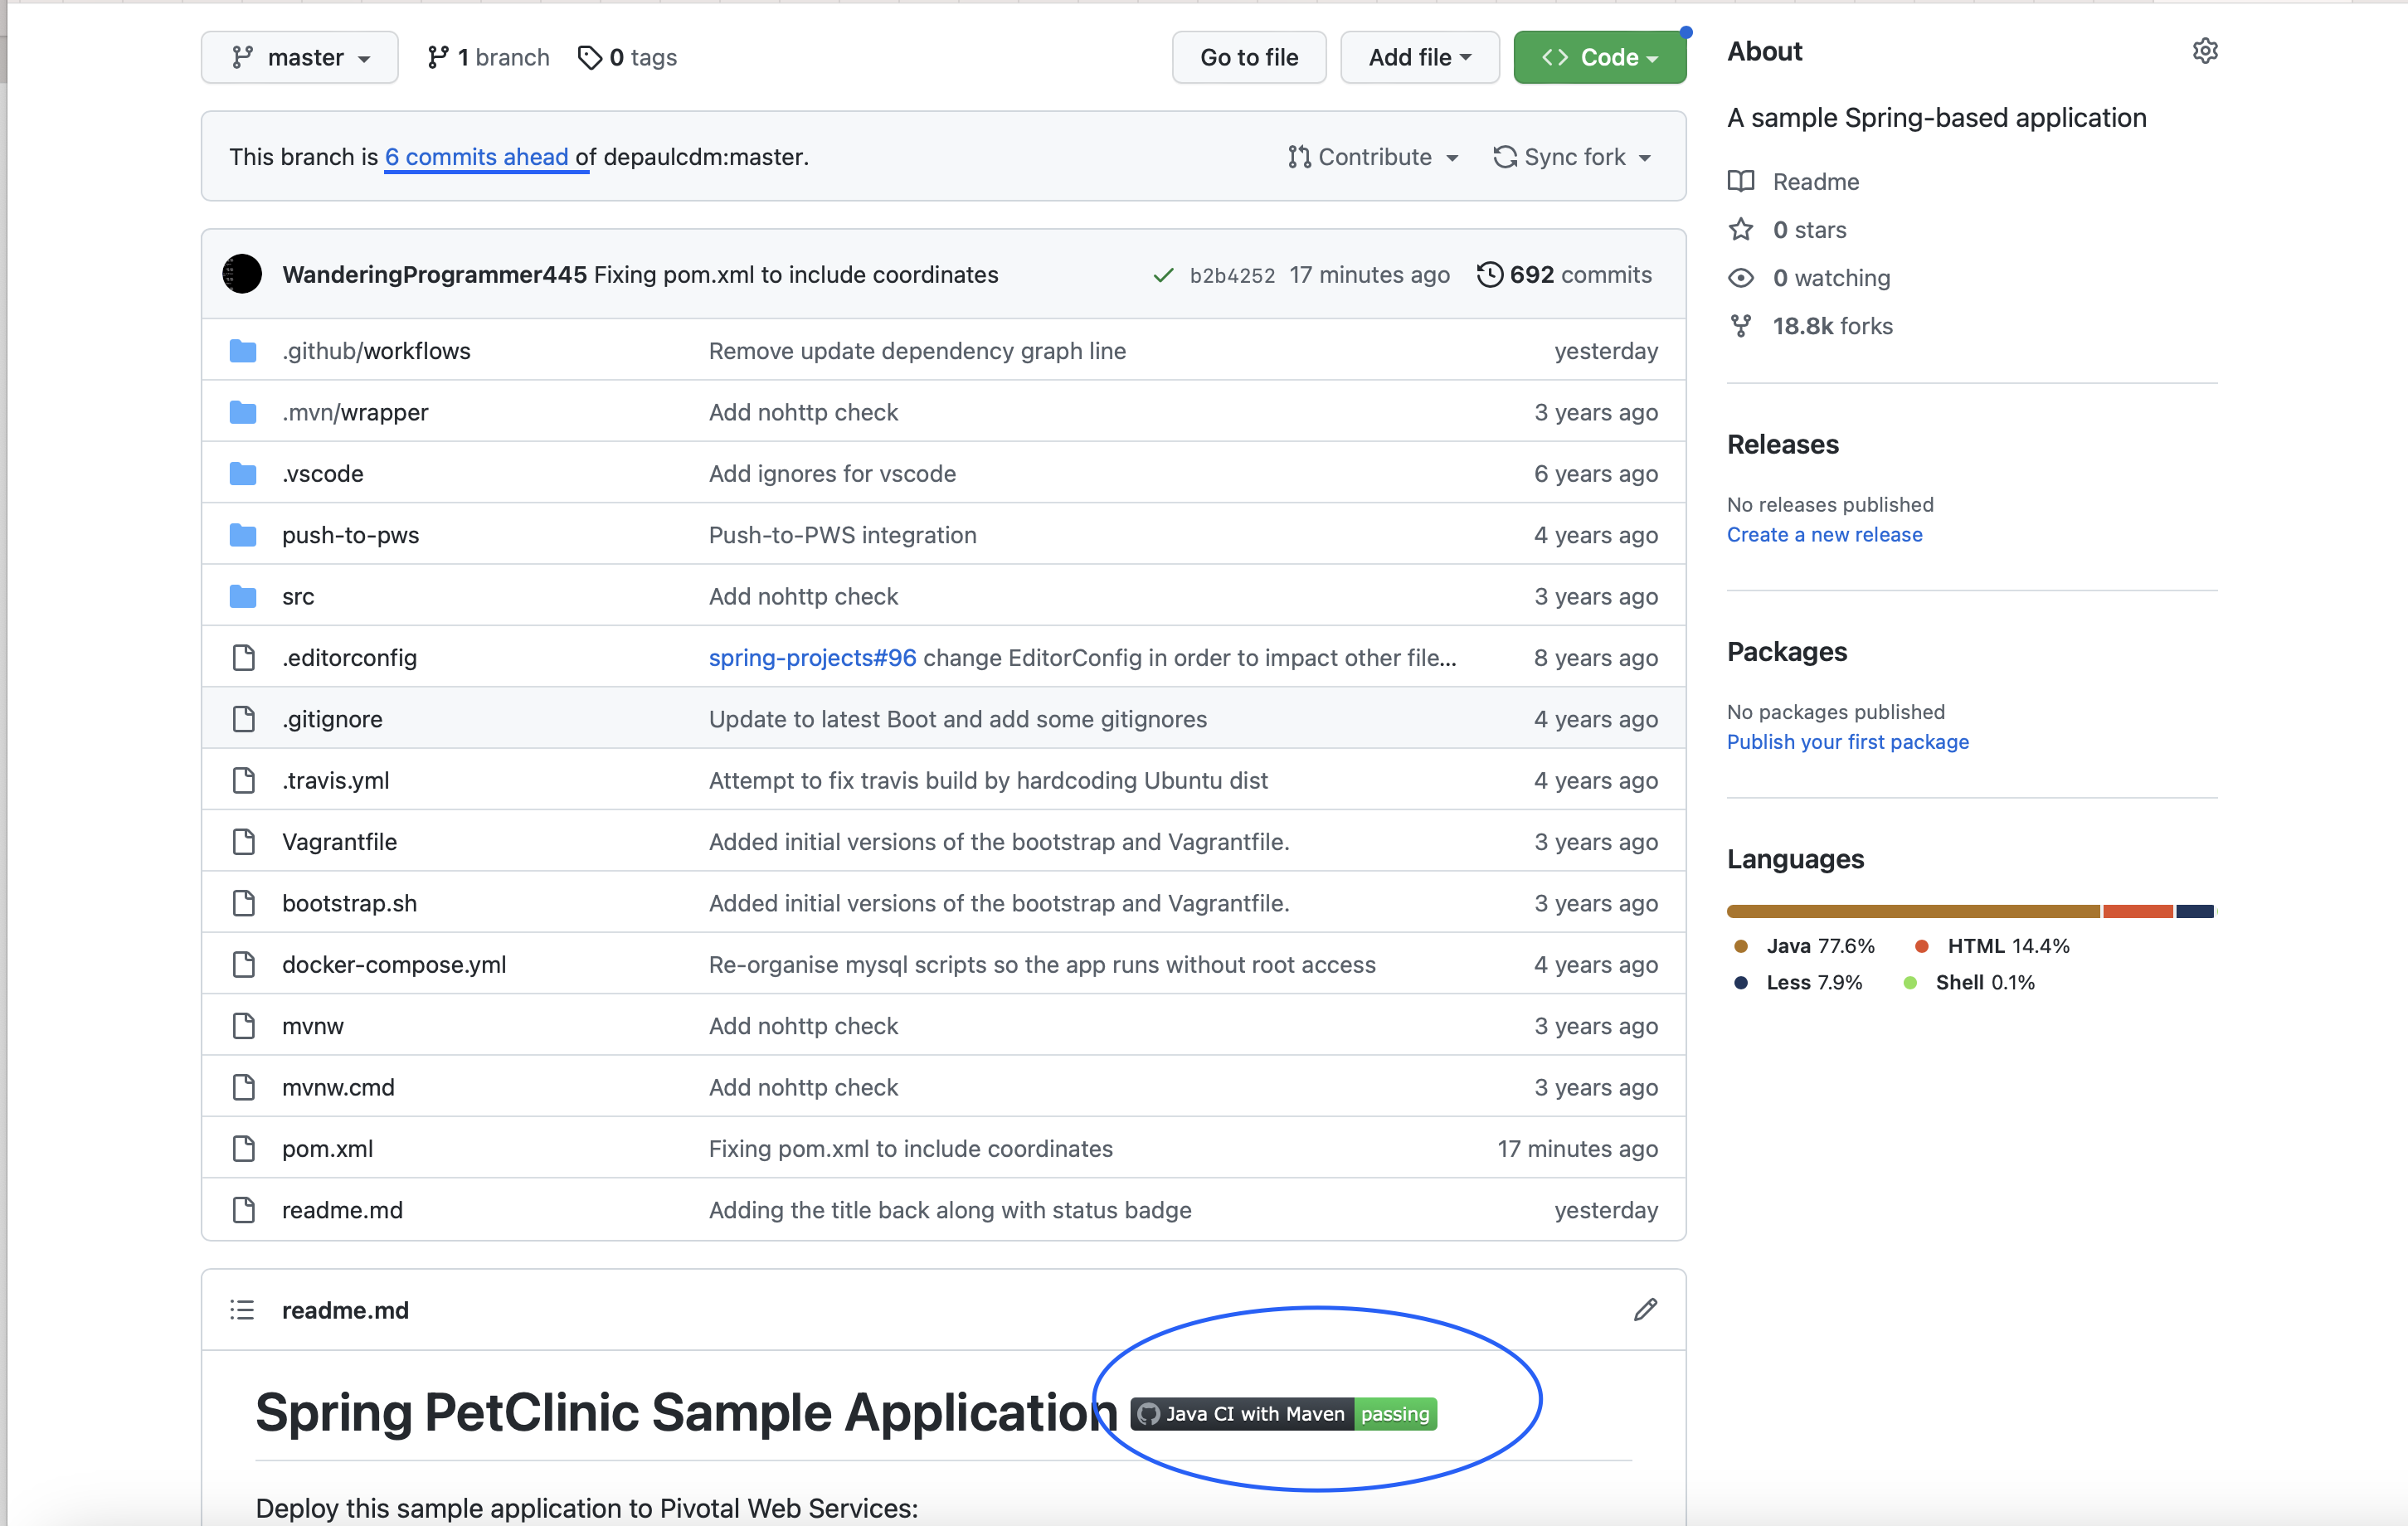 master 1 branch 0 tags Go to file Add file <> Code
This branch is 6 commits ahead of depaulcdm:master. Contribute Sync fork
WanderingProgrammer445 Fixing pom.xml to include coordinates b2b4252 17 minutes ago 692 commits
.github/workflows Remove update dependency graph line yesterday
.mvn/wrapper Add nohttp check 3 years ago
.vscode Add ignores for vscode 6 years ago
push-to-pws Push-to-PWS integration 4 years ago
src Add nohttp check 3 years ago
.editorconfig spring-projects#96 change EditorConfig in order to impact other file... 8 years ago
.gitignore Update to latest Boot and add some gitignores 4 years ago
.travis.yml Attempt to fix travis build by hardcoding Ubuntu dist 4 years ago
Vagrantfile Added initial versions of the bootstrap and Vagrantfile. 3 years ago
bootstrap.sh Added initial versions of the bootstrap and Vagrantfile. 3 years ago
docker-compose.yml Re-organise mysql scripts so the app runs without root access 4 years ago
mvnw Add nohttp check 3 years ago
mvnw.cmd Add nohttp check 3 years ago
pom.xml Fixing pom.xml to include coordinates 17 minutes ago
readme.md Adding the title back along with status badge yesterday
readme.md
Spring PetClinic Sample Application Java CI with Maven passing
Deploy this sample application to Pivotal Web Services:
About
A sample Spring-based application
Readme
0 stars
0 watching
18.8k forks
Releases
No releases published
Create a new release
Packages
No packages published
Publish your first package
Languages
Java 77.6% HTML 14.4%
Less 7.9% Shell 0.1%